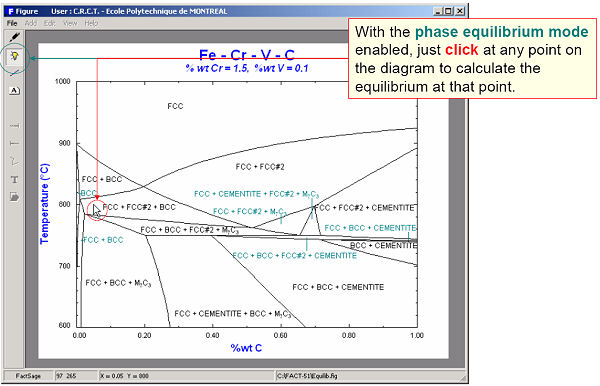 Figure User : C.R.C.T. - Ecole Polytechnique de MONTREAL
File Add Edit View Help
With the phase equilibrium mode
enabled, just click at any point on
the diagram to calculate the
equilibrium at that point.
Fe - Cr - V - C
% wt Cr = 1.5, %wt V = 0.1
A
T
Temperature (°C)
1000
900
800
700
600
FCC
FCC + BCC
FCC + FCC#2
BCC
FCC + CEMENTITE + FCC#2 + M7C3
FCC + FCC#2 + BCC
FCC + FCC#2 + M7C3
FCC + FCC#2 + CEMENTITE
FCC + BCC + FCC#2 + M7C3
FCC + BCC + CEMENTITE
FCC + BCC
BCC + CEMENTITE
FCC + BCC + FCC#2 + CEMENTITE
FCC + BCC + M7C3
FCC + BCC + CEMENTITE
FCC + CEMENTITE + BCC + M7C3
0.00 0.20 0.40 0.60 0.80 1.00
%wt C
FactSage 97 265 X = 0.05 Y = 800 C:\FACT-51\Equilib.fig